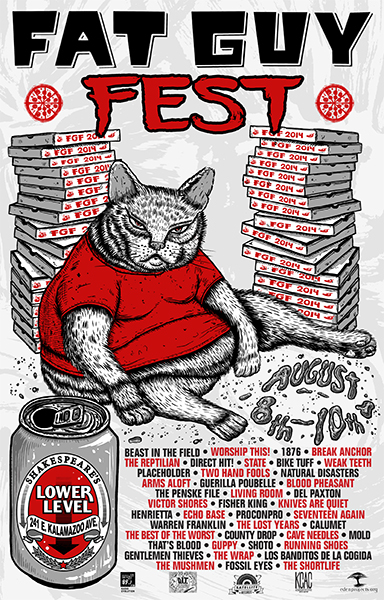 FAT GUY
FEST
FGF 2014
AUGUST
8th-10th
SHAKESPEARE'S
LOWER
LEVEL
241 E. KALAMAZOO AVE.
BEAST IN THE FIELD • WORSHIP THIS! • 1876 • BREAK ANCHOR
THE REPTILIAN • DIRECT HIT! • STATE • BIKE TUFF • WEAK TEETH
PLACEHOLDER • TWO HAND FOOLS • NATURAL DISASTERS
ARMS ALOFT • GUERILLA POUBELLE • BLOOD PHEASANT
THE PENSKE FILE • LIVING ROOM • DEL PAXTON
VICTOR SHORES • FISHER KING • KNIVES ARE QUIET
HENRIETTA • ECHO BASE • PROCONPRO • SEVENTEEN AGAIN
WARREN FRANKLIN • THE LOST YEARS • CALUMET
THE BEST OF THE WORST • COUNTY DROP • CAVE NEEDLES • MOLD
THAT'S BLOOD • GUPPY • SHOTO • RUNNING SHOES
GENTLEMEN THIEVES • THE WRAP • LOS BANDITOS DE LA COGIDA
THE MUSHMEN • FOSSIL EYES • THE SHORTLIFE
KCAC